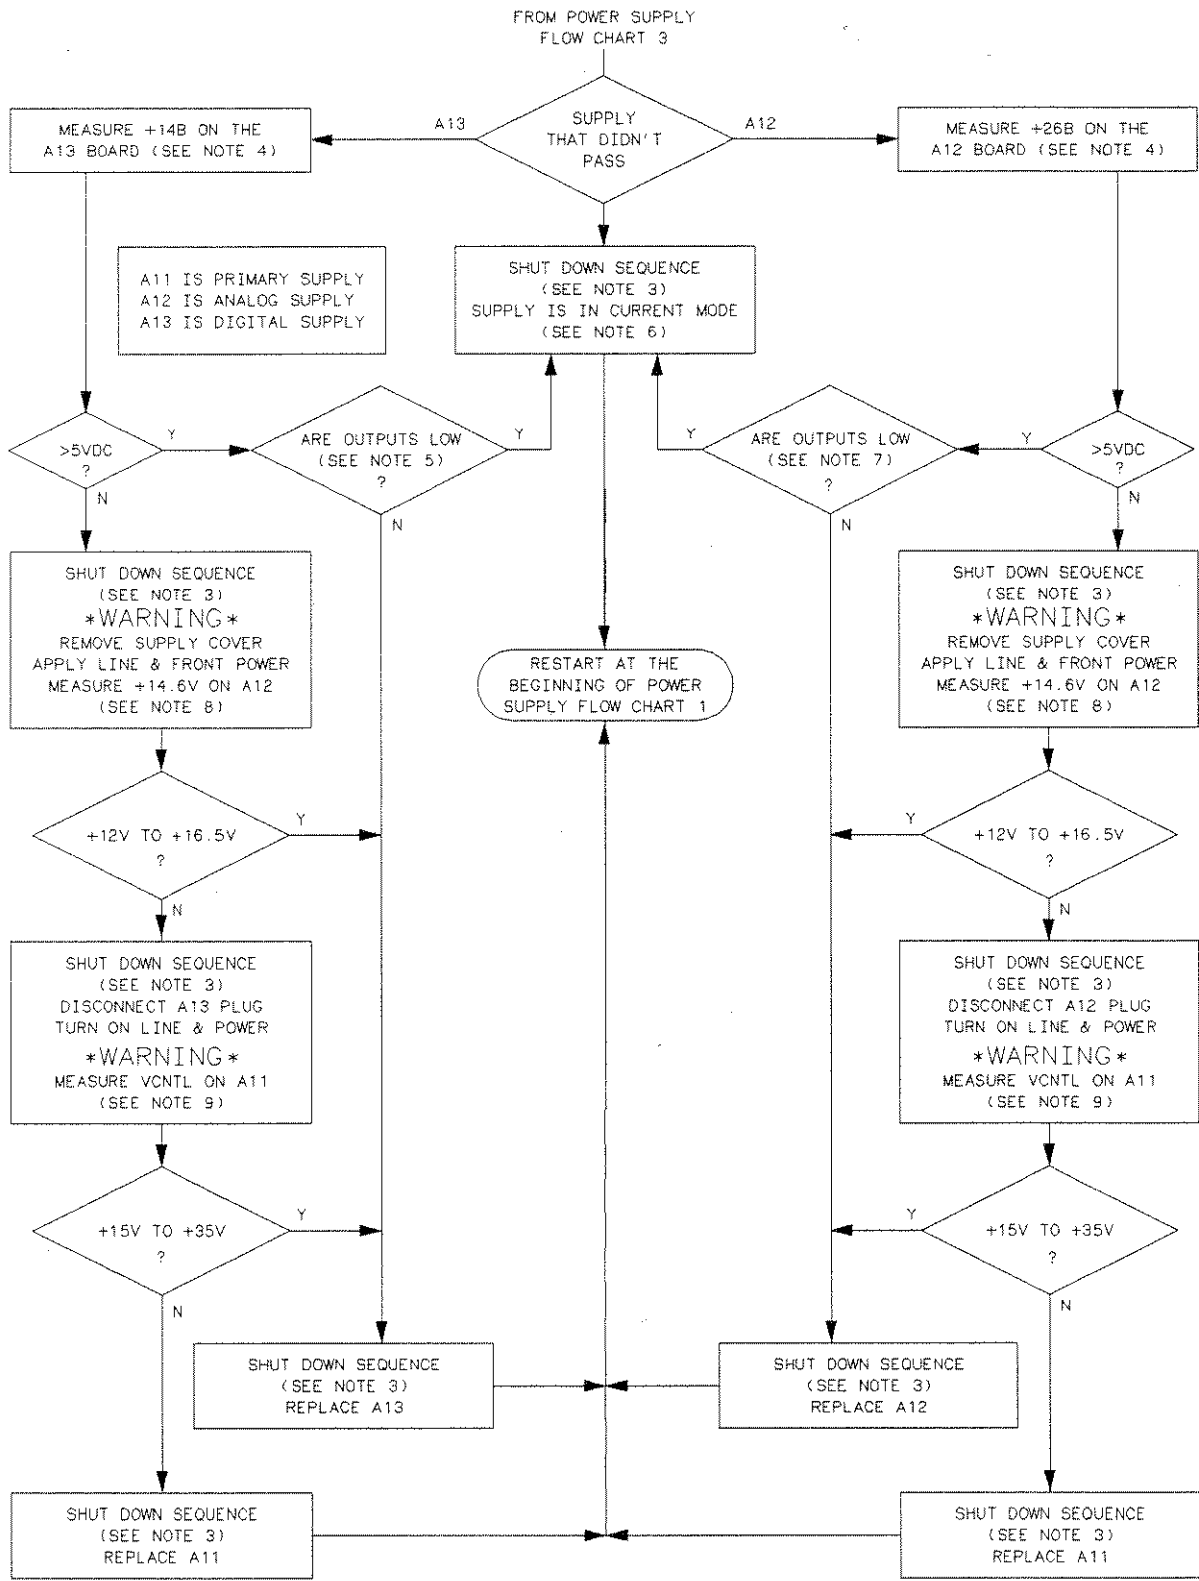 FROM POWER SUPPLY
FLOW CHART 3
SUPPLY
THAT DIDN'T
PASS
A13
A12
MEASURE +14B ON THE
A13 BOARD (SEE NOTE 4)
MEASURE +26B ON THE
A12 BOARD (SEE NOTE 4)
A11 IS PRIMARY SUPPLY
A12 IS ANALOG SUPPLY
A13 IS DIGITAL SUPPLY
SHUT DOWN SEQUENCE
(SEE NOTE 3)
SUPPLY IS IN CURRENT MODE
(SEE NOTE 6)
>5VDC
?
Y
N
ARE OUTPUTS LOW
(SEE NOTE 5)
?
Y
N
ARE OUTPUTS LOW
(SEE NOTE 7)
?
Y
N
>5VDC
?
Y
N
SHUT DOWN SEQUENCE
(SEE NOTE 3)
*WARNING*
REMOVE SUPPLY COVER
APPLY LINE & FRONT POWER
MEASURE +14.6V ON A12
(SEE NOTE 8)
RESTART AT THE
BEGINNING OF POWER
SUPPLY FLOW CHART 1
SHUT DOWN SEQUENCE
(SEE NOTE 3)
*WARNING*
REMOVE SUPPLY COVER
APPLY LINE & FRONT POWER
MEASURE +14.6V ON A12
(SEE NOTE 8)
+12V TO +16.5V
?
Y
N
+12V TO +16.5V
?
Y
N
SHUT DOWN SEQUENCE
(SEE NOTE 3)
DISCONNECT A13 PLUG
TURN ON LINE & POWER
*WARNING*
MEASURE VCNTL ON A11
(SEE NOTE 9)
SHUT DOWN SEQUENCE
(SEE NOTE 3)
DISCONNECT A12 PLUG
TURN ON LINE & POWER
*WARNING*
MEASURE VCNTL ON A11
(SEE NOTE 9)
+15V TO +35V
?
Y
N
+15V TO +35V
?
Y
N
SHUT DOWN SEQUENCE
(SEE NOTE 3)
REPLACE A13
SHUT DOWN SEQUENCE
(SEE NOTE 3)
REPLACE A12
SHUT DOWN SEQUENCE
(SEE NOTE 3)
REPLACE A11
SHUT DOWN SEQUENCE
(SEE NOTE 3)
REPLACE A11